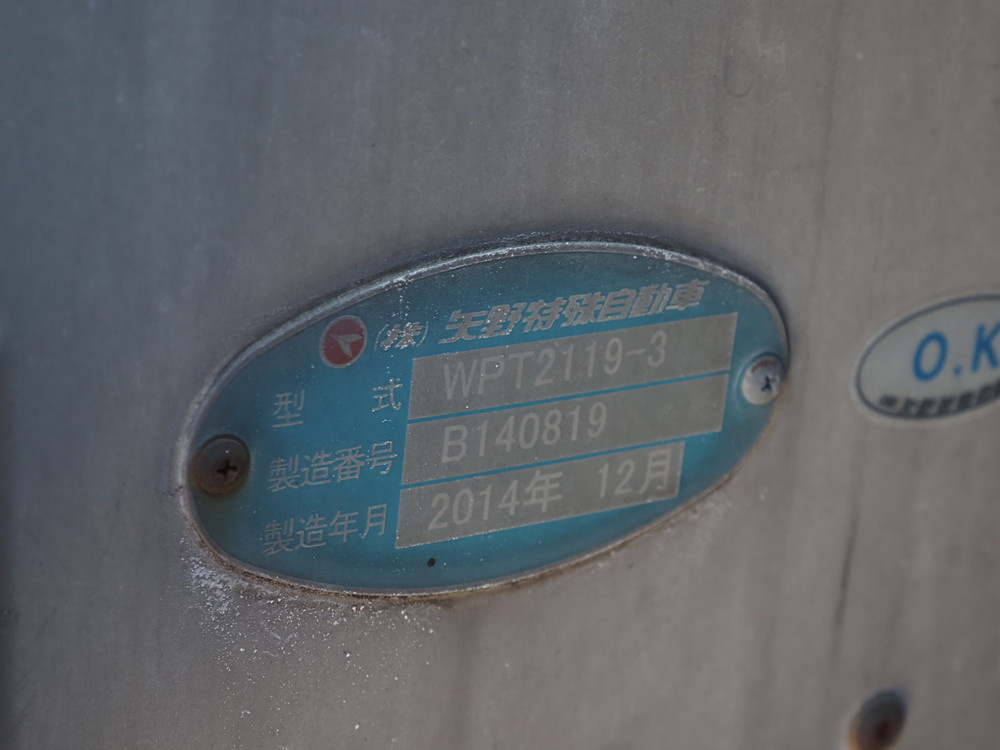 (株) 矢野特殊自動車
型 式 WPT2119-3
製造番号 B140819
製造年月 2014年 12月
O.K